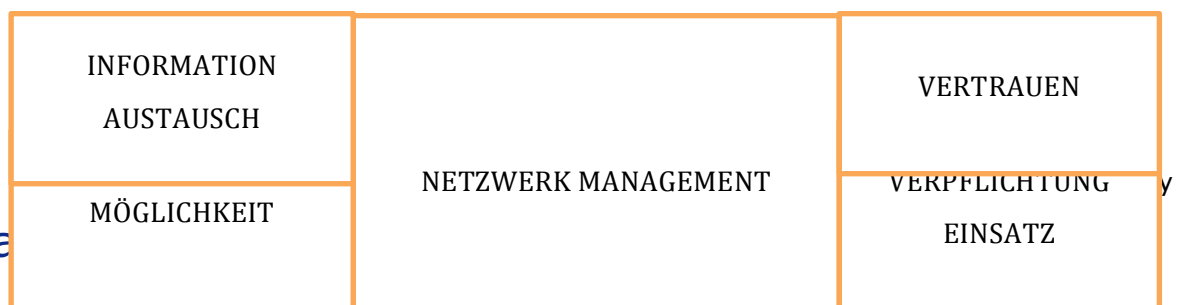 INFORMATION
AUSTAUSCH
MÖGLICHKEIT
NETZWERK MANAGEMENT
VERTRAUEN
VERPFLICHTUNG
EINSATZ